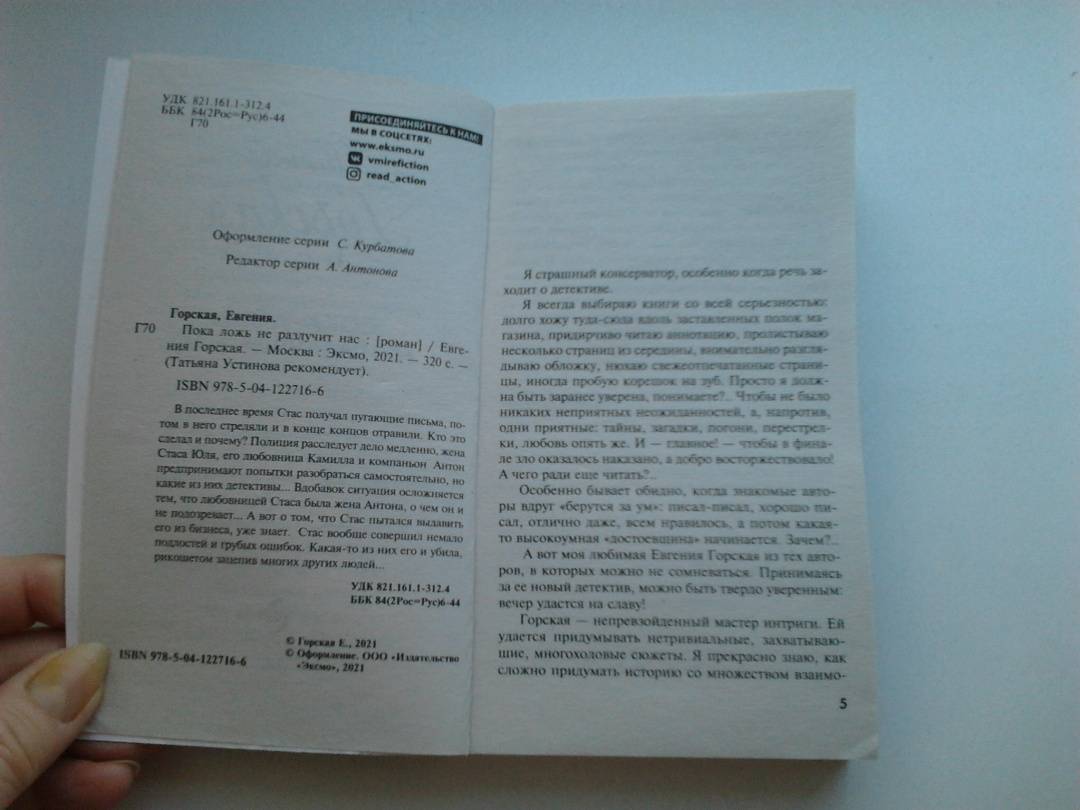 УДК 821.161.1-312.4
ББК 84(2Рос=Рус)6-44
Г70
ПРИСОЕДИНЯЙТЕСЬ К НАМ!
МЫ В СОЦСЕТЯХ:
www.eksmo.ru
vmirefiction
read_action
Оформление серии С. Курбатова
Редактор серии А. Антонова
Горская, Евгения.
Г70 Пока ложь не разлучит нас : [роман] / Евге-
ния Горская. — Москва : Эксмо, 2021. — 320 с. —
(Татьяна Устинова рекомендует).
ISBN 978-5-04-122716-6
В последнее время Стас получал пугающие письма, по-
том в него стреляли и в конце концов отравили. Кто это
сделал и почему? Полиция расследует дело медленно, жена
Стаса Юля, его любовница Камилла и компаньон Антон
предпринимают попытки разобраться самостоятельно, но
какие из них детективы... Вдобавок ситуация осложняется
тем, что любовницей Стаса была жена Антона, о чем он и
не подозревает... А вот о том, что Стас пытался выдавить
его из бизнеса, уже знает. Стас вообще совершил немало
подлостей и грубых ошибок. Какая-то из них его и убила,
рикошетом зацепив многих других людей...
УДК 821.161.1-312.4
ББК 84(2Рос=Рус)6-44
© Горская Е., 2021
© Оформление. ООО «Издательство
«Эксмо», 2021
ISBN 978-5-04-122716-6
Я страшный консерватор, особенно когда речь за-
ходит о детективе.
Я всегда выбираю книги со всей серьезностью:
долго хожу туда-сюда вдоль заставленных полок ма-
газина, придирчиво читаю аннотацию, пролистываю
несколько страниц из середины, внимательно разгля-
дываю обложку, нюхаю свежеотпечатанные страни-
цы, иногда пробую корешок на зуб. Просто я долж-
на быть заранее уверена, понимаете?.. Чтобы не было
никаких неприятных неожиданностей, а, напротив,
одни приятные: тайны, загадки, погони, перестрел-
ки, любовь опять же. И — главное! — чтобы в фина-
ле зло оказалось наказано, а добро восторжествовало!
А чего ради еще читать?..
Особенно бывает обидно, когда знакомые авто-
ры вдруг «берутся за ум»: писал-писал, хорошо пи-
сал, отлично даже, всем нравилось, а потом какая-
то высокоумная «достоевщина» начинается. Зачем?..
А вот моя любимая Евгения Горская из тех авто-
ров, в которых можно не сомневаться. Принимаясь
за ее новый детектив, можно быть твердо уверенным:
вечер удастся на славу!
Горская — непревзойденный мастер интриги. Ей
удается придумывать нетривиальные, захватываю-
щие, многоходовые сюжеты. Я прекрасно знаю, как
сложно придумать историю со множеством взаимо-
5